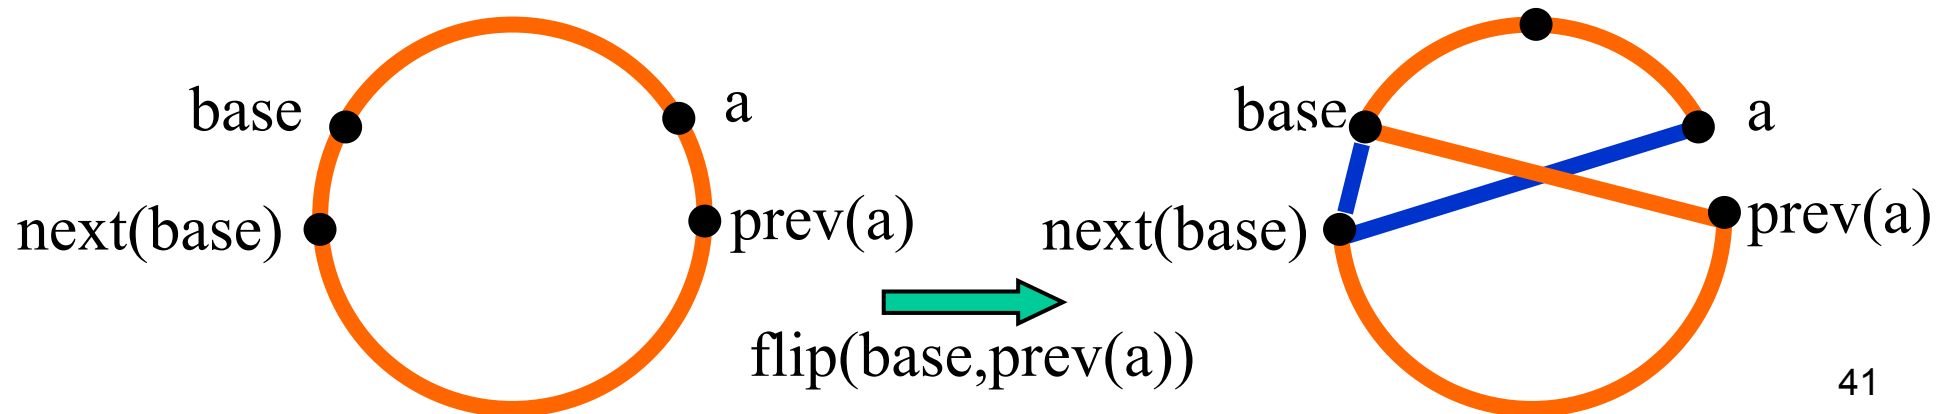 base
a
next(base)
prev(a)
flip(base,prev(a))
base
a
next(base)
prev(a)
41